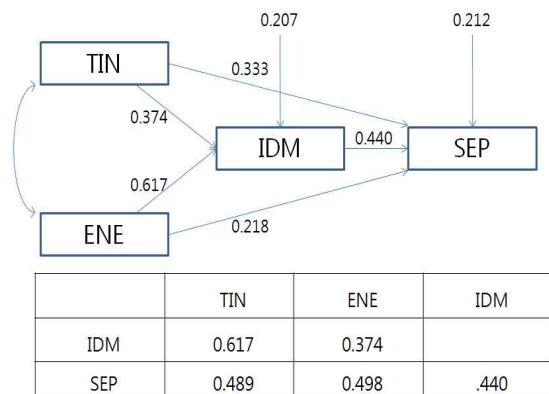 0.207 0.212
TIN
0.333
0.374
IDM
0.440
SEP
0.617
ENE
0.218
TIN ENE IDM
IDM 0.617 0.374
SEP 0.489 0.498 .440